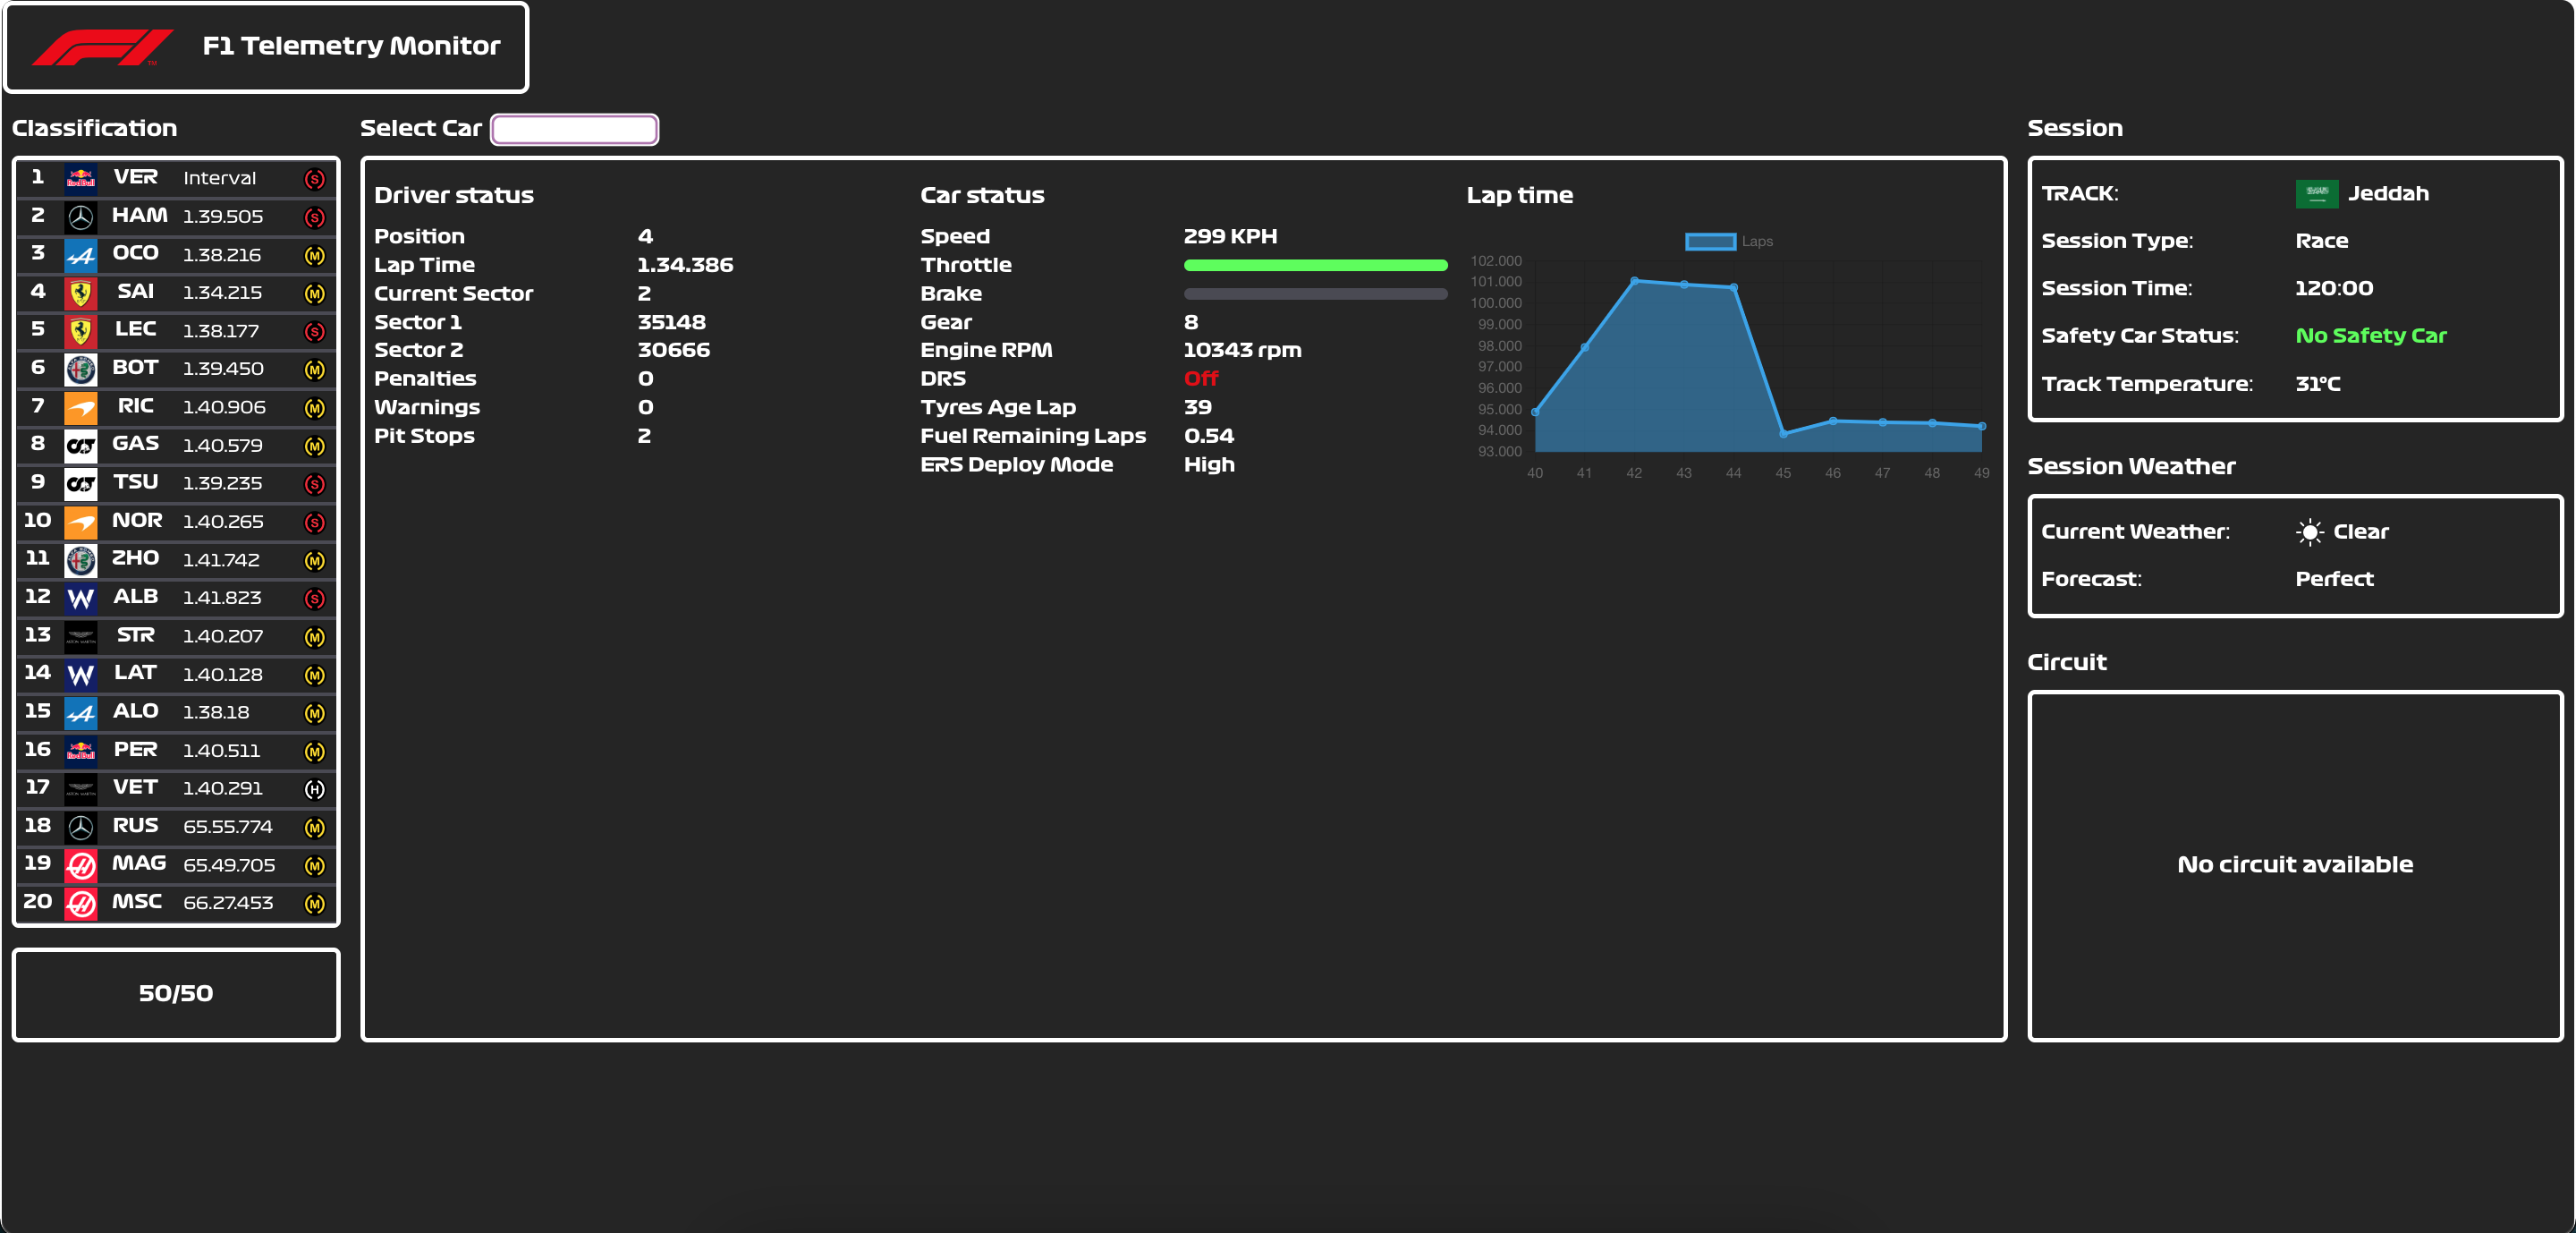 F1 Telemetry Monitor
Classification
1 VER Interval S
2 HAM 1.39.505 S
3 OCO 1.38.216 M
4 SAI 1.34.215 M
5 LEC 1.38.177 S
6 BOT 1.39.450 M
7 RIC 1.40.906 M
8 GAS 1.40.579 M
9 TSU 1.39.235 S
10 NOR 1.40.265 S
11 ZHO 1.41.742 M
12 ALB 1.41.823 S
13 STR 1.40.207 M
14 LAT 1.40.128 M
15 ALO 1.38.18 M
16 PER 1.40.511 M
17 VET 1.40.291 H
18 RUS 65.55.774 M
19 MAG 65.49.705 M
20 MSC 66.27.453 M
50/50
Select Car
Driver status
Position 4
Lap Time 1.34.386
Current Sector 2
Sector 1 35148
Sector 2 30666
Penalties 0
Warnings 0
Pit Stops 2
Car status
Speed 299 KPH
Throttle
Brake
Gear 8
Engine RPM 10343 rpm
DRS Off
Tyres Age Lap 39
Fuel Remaining Laps 0.54
ERS Deploy Mode High
Lap time
Laps
102.000
101.000
100.000
99.000
98.000
97.000
96.000
95.000
94.000
93.000
40 41 42 43 44 45 46 47 48 49
Session
TRACK: Jeddah
Session Type: Race
Session Time: 120:00
Safety Car Status: No Safety Car
Track Temperature: 31°C
Session Weather
Current Weather: Clear
Forecast: Perfect
Circuit
No circuit available